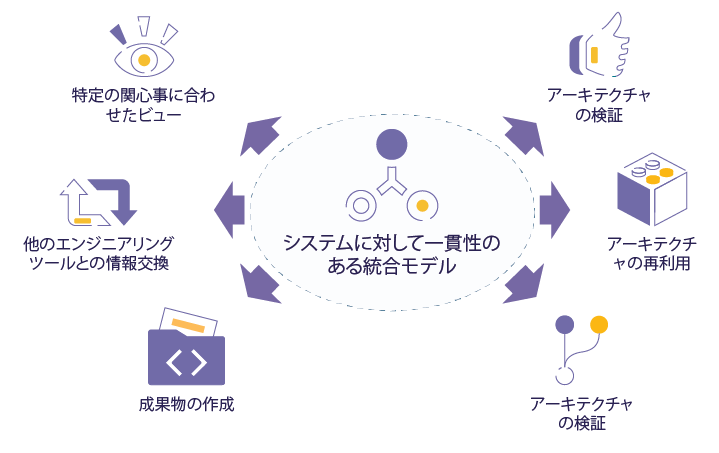 特定の関心事に合わ
せたビュー
アーキテクチャ
の検証
他のエンジニアリング
ツールとの情報交換
システムに対して一貫性の
ある統合モデル
アーキテクチ
ャの再利用
成果物の作成
アーキテクチャ
の検証